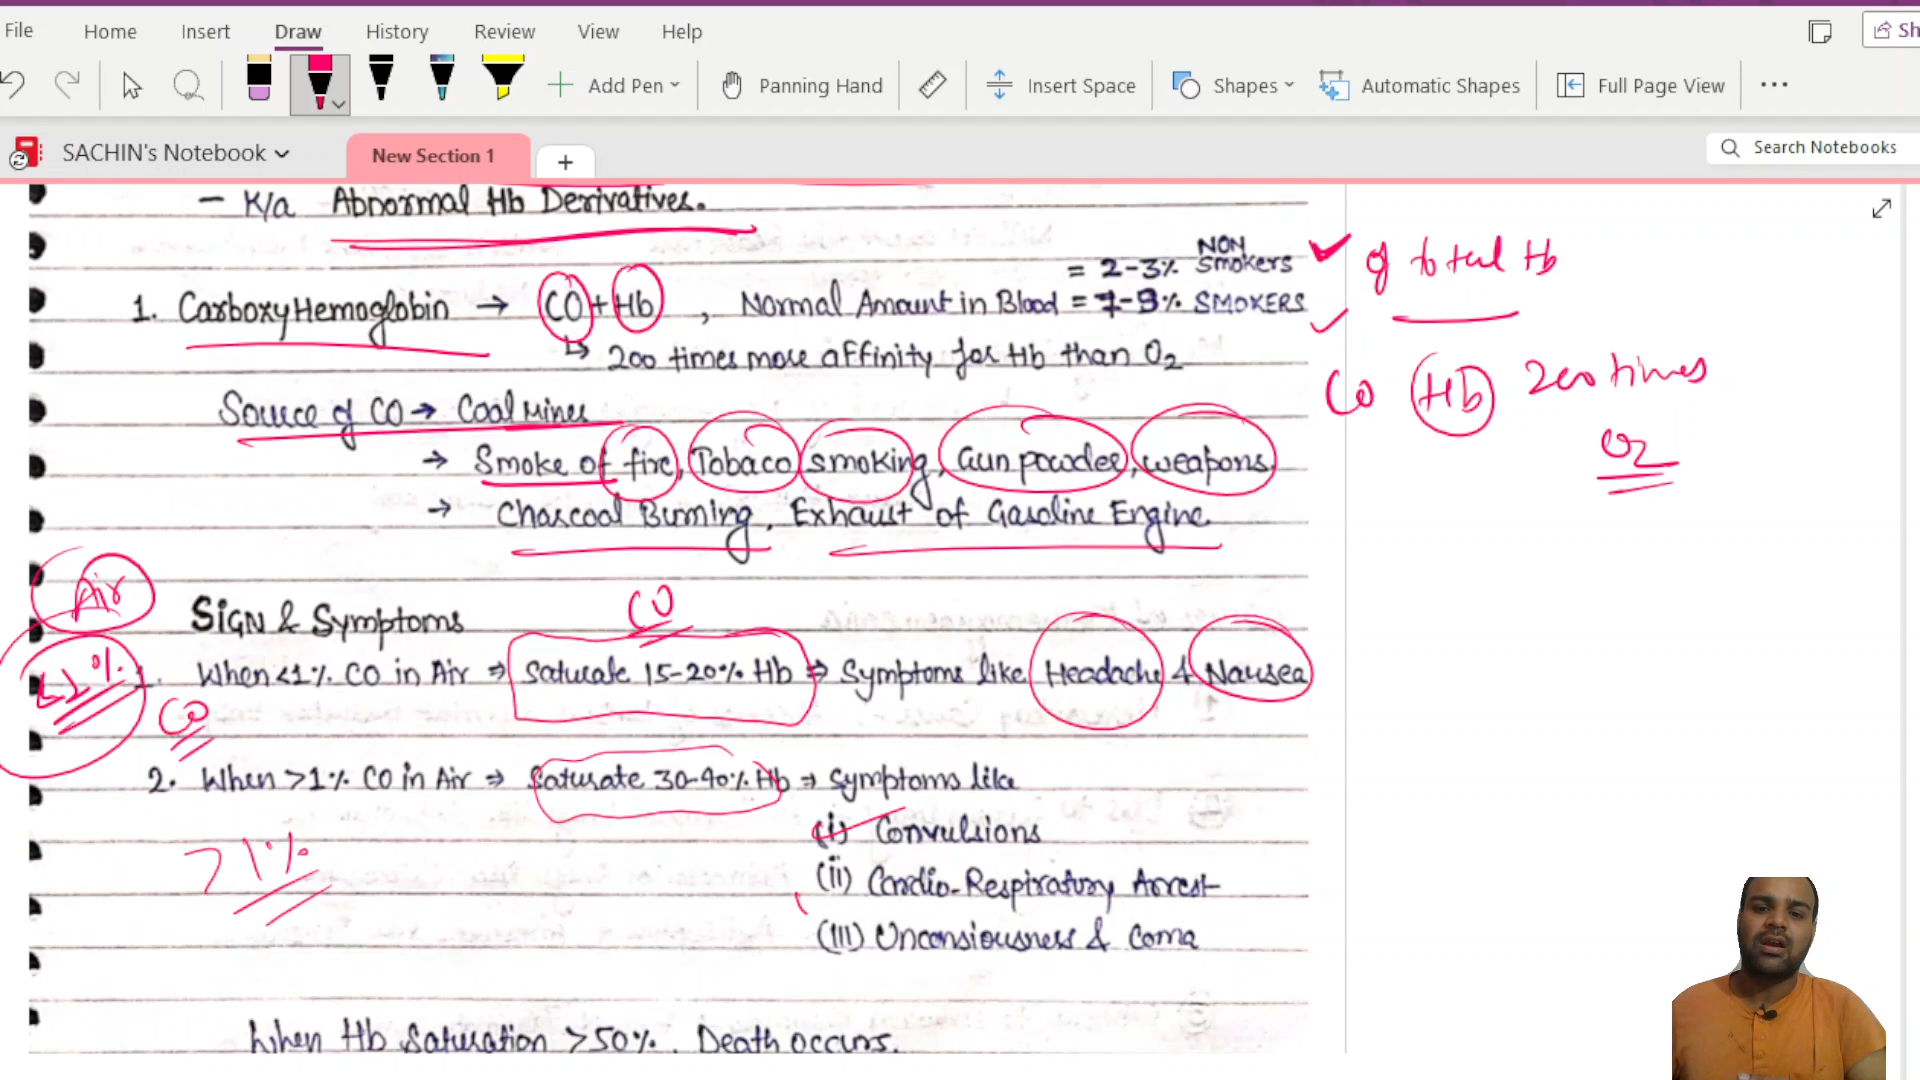 File Home Insert Draw History Review View Help Sh
Add Pen Panning Hand Insert Space Shapes Automatic Shapes Full Page View
SACHIN's Notebook New Section 1 + Search Notebooks
– K/a Abnormal Hb Derivatives.
= 2-3% NON Smokers
of total Hb
1. CarboxyHemoglobin → CO + Hb , Normal Amount in Blood = 7-9% SMOKERS
↳ 200 times more affinity for Hb than O2
CO Hb 200 times
O2
Source of CO → Coal Mines
→ Smoke of fire, Tobaco smoking, Gun powder, weapons.
→ Charcoal Burning, Exhaust of Gasoline Engine.
Air
SIGN & Symptoms
CO
<1%
1. When <1% CO in Air ⇒ Saturate 15-20% Hb ⇒ Symptoms like Headache & Nausea
CO
2. When >1% CO in Air ⇒ Saturate 30-40% Hb ⇒ Symptoms like
>1%
(i) Convulsions
(ii) Cardio-Respiratory Arrest
(III) Unconsiousness & Coma
When Hb Saturation >50%. Death occurs.